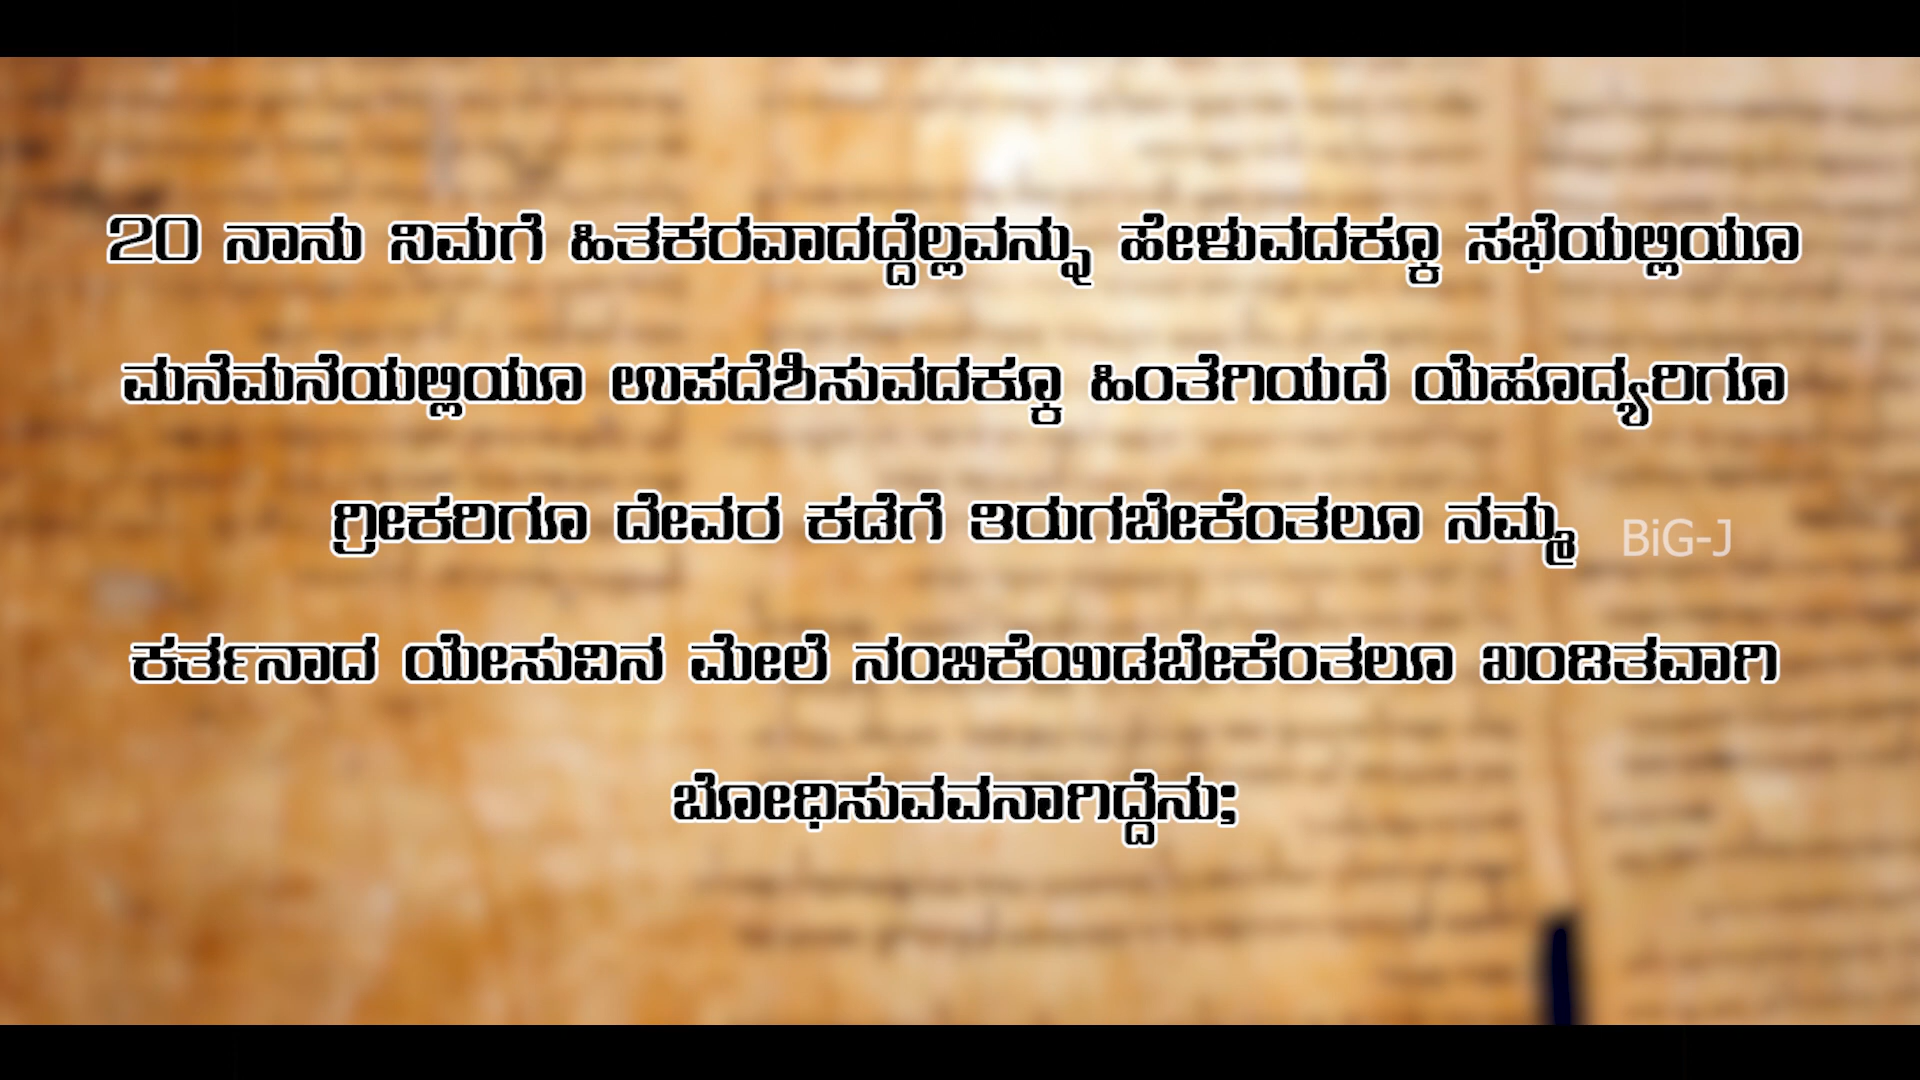 20 ನಾನು ನಿಮಗೆ ಹಿತಕರವಾದದ್ದೆಲ್ಲವನ್ನು ಹೇಳುವದಕ್ಕೂ ಸಭೆಯಲ್ಲಿಯೂ
ಮನೆಮನೆಯಲ್ಲಿಯೂ ಉಪದೆಶಿಸುವದಕ್ಕೂ ಹಿಂತೆಗಿಯದೆ ಯೆಹೂದ್ಯರಿಗೂ
ಗ್ರೀಕರಿಗೂ ದೇವರ ಕಡೆಗೆ ತಿರುಗಬೇಕೆಂತಲೂ ನಮ್ಮ
BiG-J
ಕರ್ತನಾದ ಯೇಸುವಿನ ಮೇಲೆ ನಂಬಿಕೆಯಿಡಬೇಕೆಂತಲೂ ಖಂಡಿತವಾಗಿ
ಬೋಧಿಸುವವನಾಗಿದ್ದೆನು;